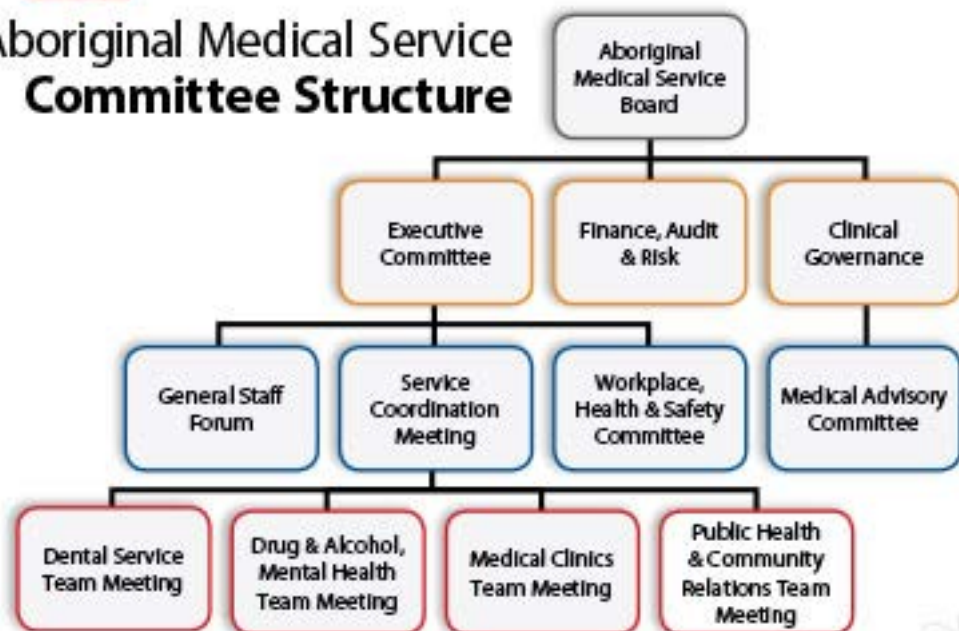 Aboriginal Medical Service
Committee Structure
Aboriginal
Medical Service
Board
Executive
Committee
Finance, Audit
& Risk
Clinical
Governance
General Staff
Forum
Service
Coordination
Meeting
Workplace,
Health & Safety
Committee
Medical Advisory
Committee
Dental Service
Team Meeting
Drug & Alcohol,
Mental Health
Team Meeting
Medical Clinics
Team Meeting
Public Health
& Community
Relations Team
Meeting